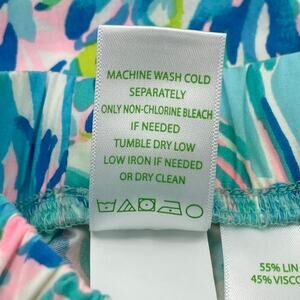 MACHINE WASH COLD
SEPARATELY
ONLY NON-CHLORINE BLEACH
IF NEEDED
TUMBLE DRY LOW
LOW IRON IF NEEDED
OR DRY CLEAN
55% LIN
45% VISCO